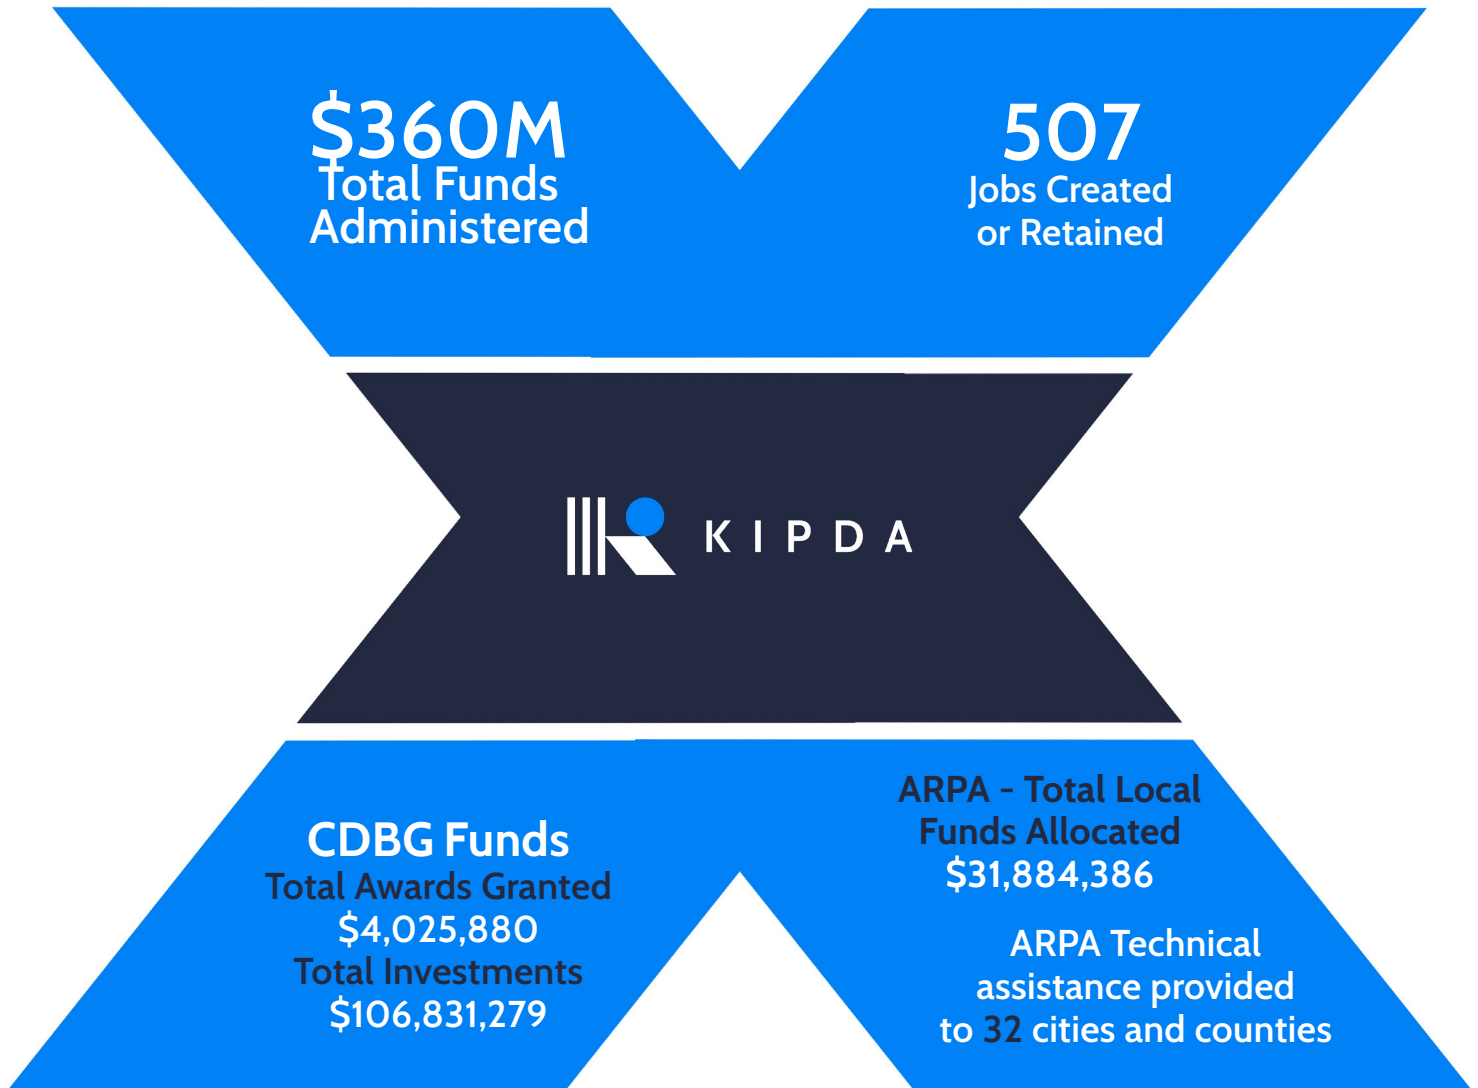 $360M
Total Funds
Administered
507
Jobs Created
or Retained
KIPDA
CDBG Funds
Total Awards Granted
$4,025,880
Total Investments
$106,831,279
ARPA - Total Local
Funds Allocated
$31,884,386
ARPA Technical
assistance provided
to 32 cities and counties